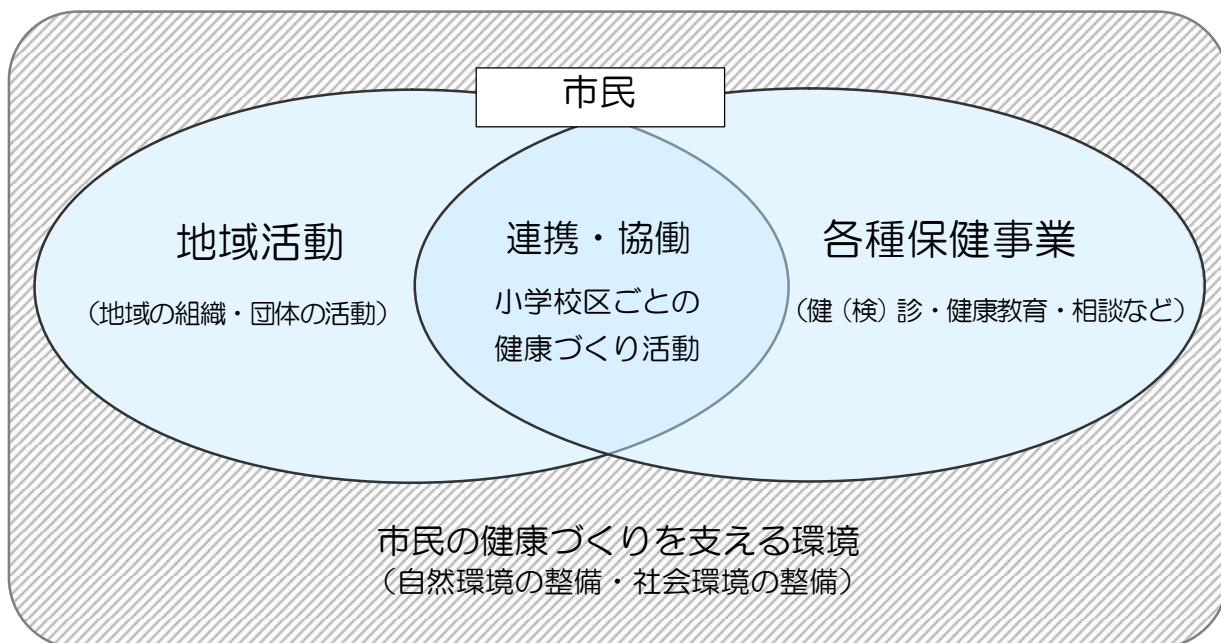 市民
地域活動
（地域の組織・団体の活動）
連携・協働
小学校区ごとの
健康づくり活動
各種保健事業
（健（検）診・健康教育・相談など）
市民の健康づくりを支える環境
（自然環境の整備・社会環境の整備）